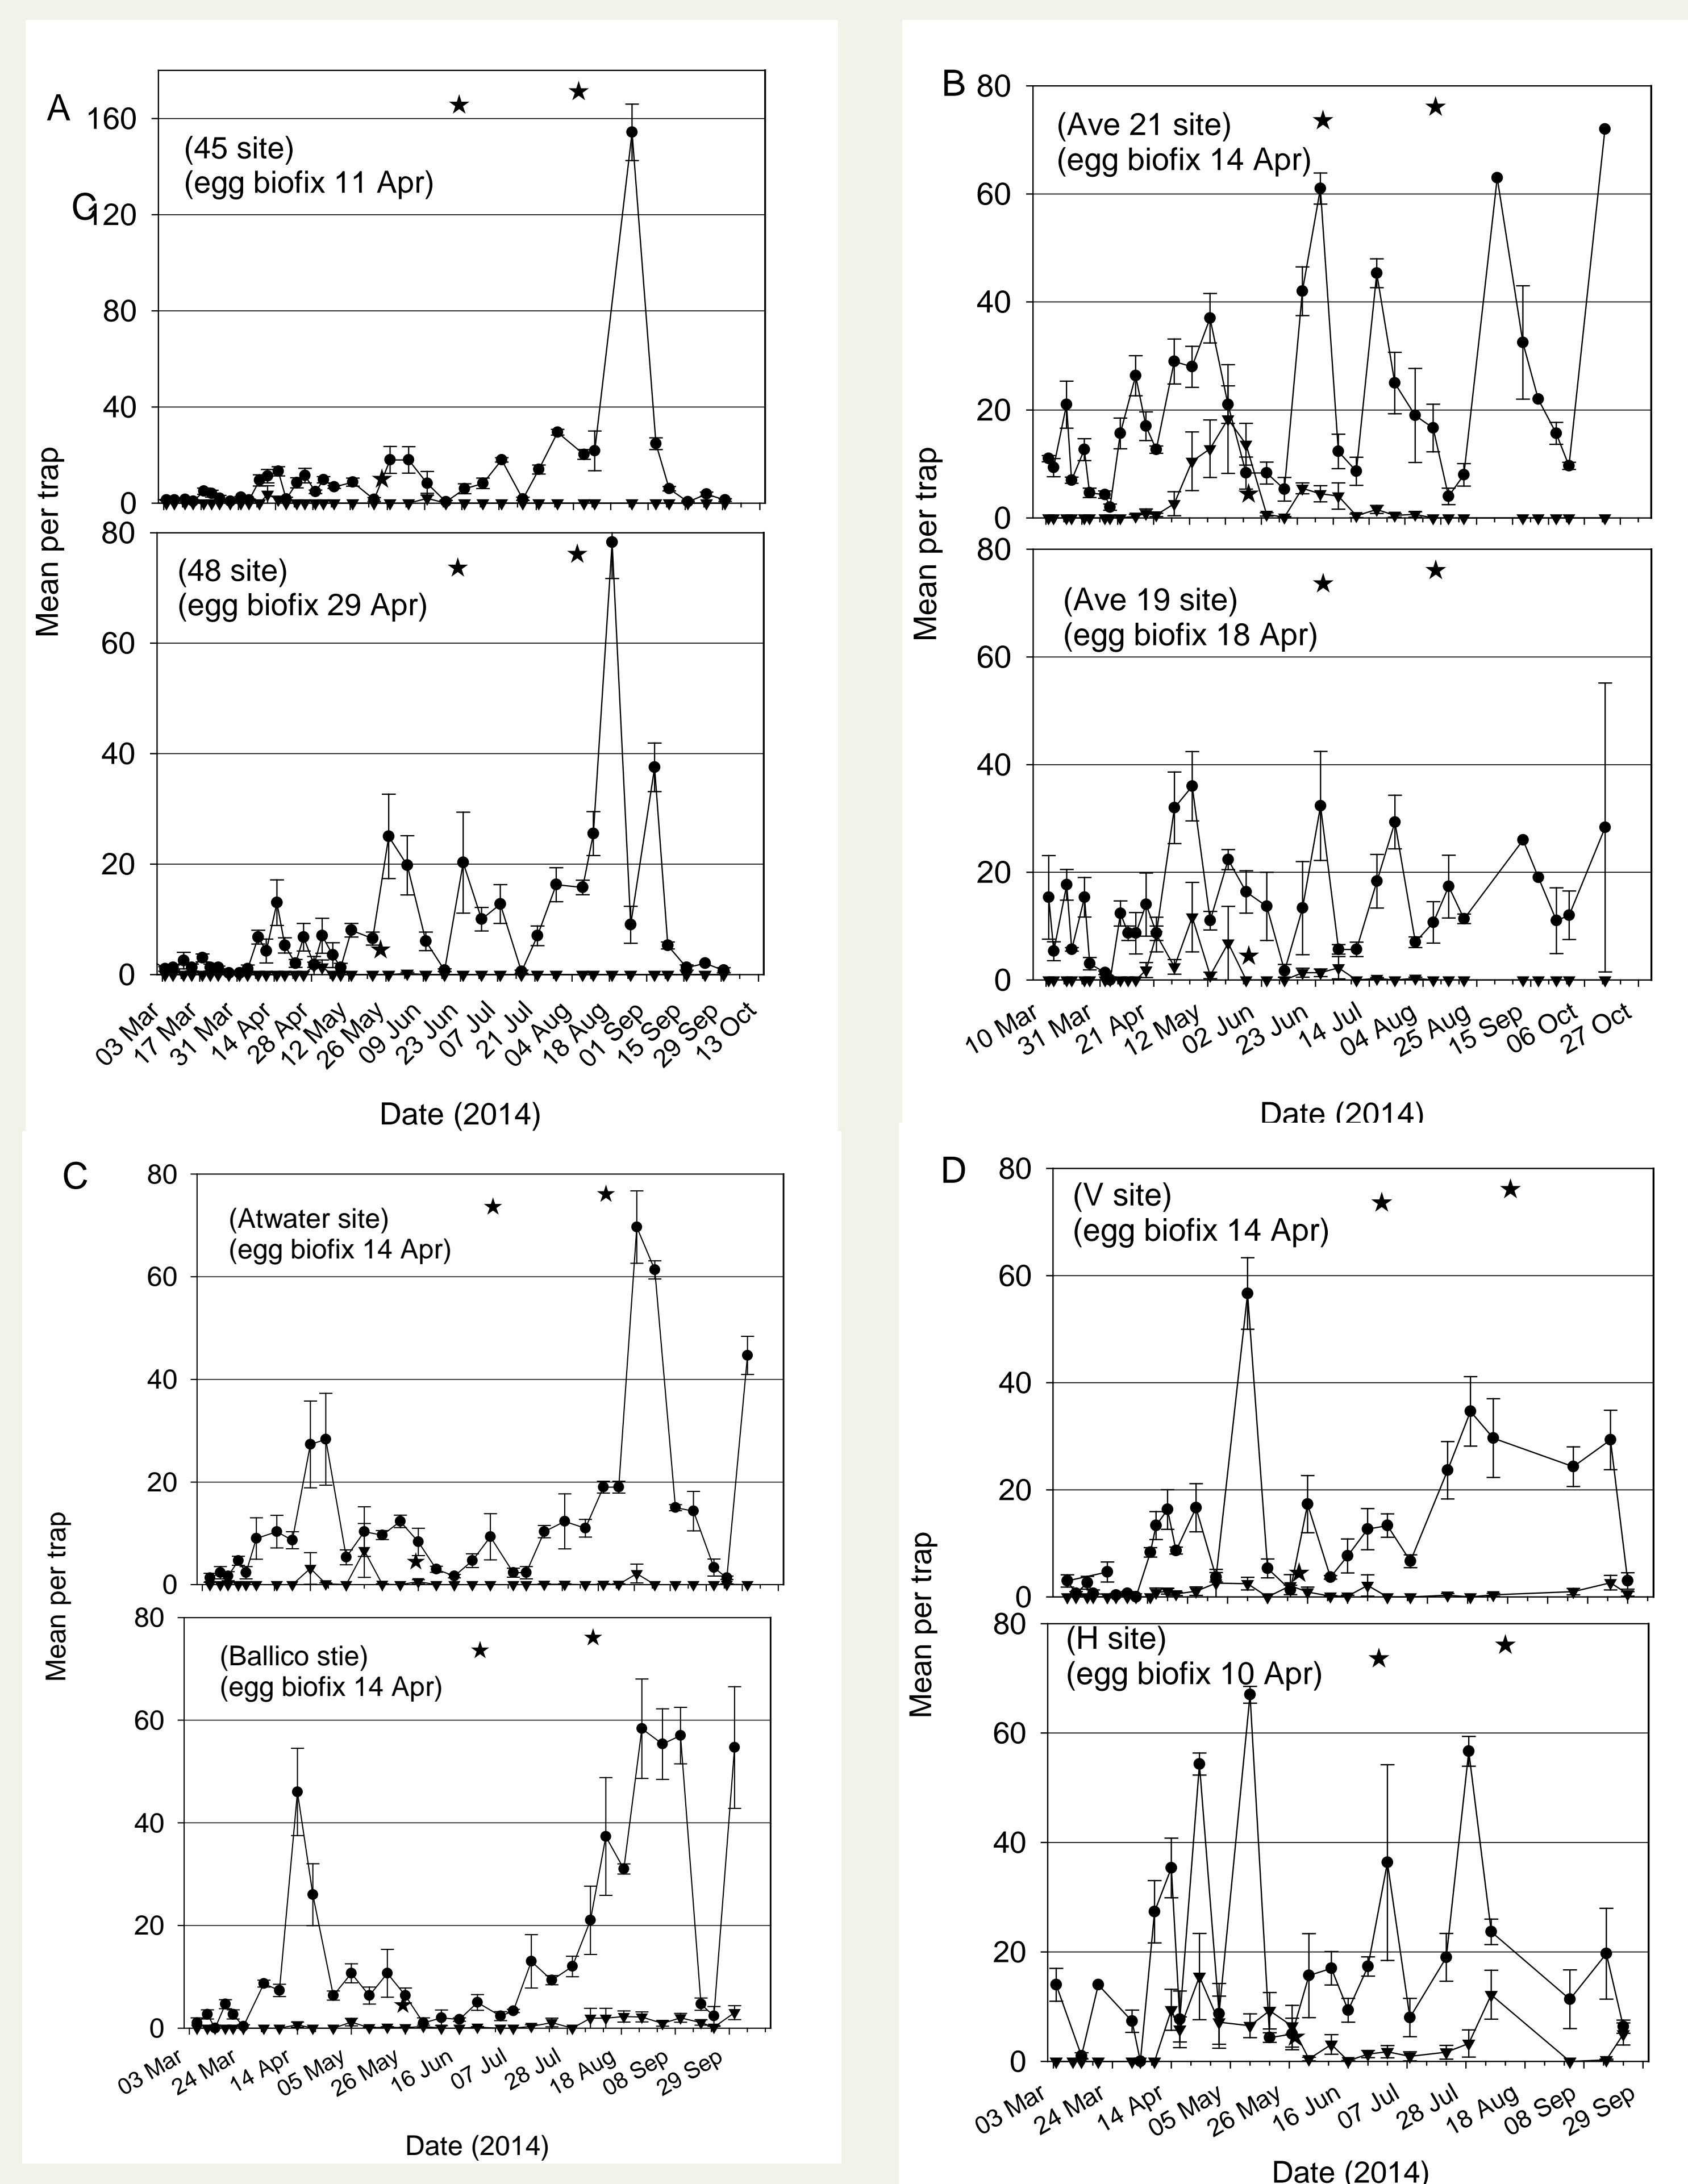 A
160
(45 site)
(egg biofix 11 Apr)
C
120
80
40
0
Mean per trap
80
(48 site)
(egg biofix 29 Apr)
60
40
20
0
03 Mar
17 Mar
31 Mar
14 Apr
28 Apr
12 May
26 May
09 Jun
23 Jun
07 Jul
21 Jul
04 Aug
18 Aug
01 Sep
15 Sep
29 Sep
13 Oct
Date (2014)
B
80
(Ave 21 site)
(egg biofix 14 Apr)
60
40
20
0
Mean per trap
80
(Ave 19 site)
(egg biofix 18 Apr)
60
40
20
0
10 Mar
31 Mar
21 Apr
12 May
02 Jun
23 Jun
14 Jul
04 Aug
25 Aug
15 Sep
06 Oct
27 Oct
Date (2014)
C
80
(Atwater site)
(egg biofix 14 Apr)
60
40
20
0
Mean per trap
80
(Ballico stie)
(egg biofix 14 Apr)
60
40
20
0
03 Mar
24 Mar
14 Apr
05 May
26 May
16 Jun
07 Jul
28 Jul
18 Aug
08 Sep
29 Sep
Date (2014)
D
80
(V site)
(egg biofix 14 Apr)
60
40
20
0
Mean per trap
80
(H site)
(egg biofix 10 Apr)
60
40
20
0
03 Mar
24 Mar
14 Apr
05 May
26 May
16 Jun
07 Jul
28 Jul
18 Aug
08 Sep
29 Sep
Date (2014)